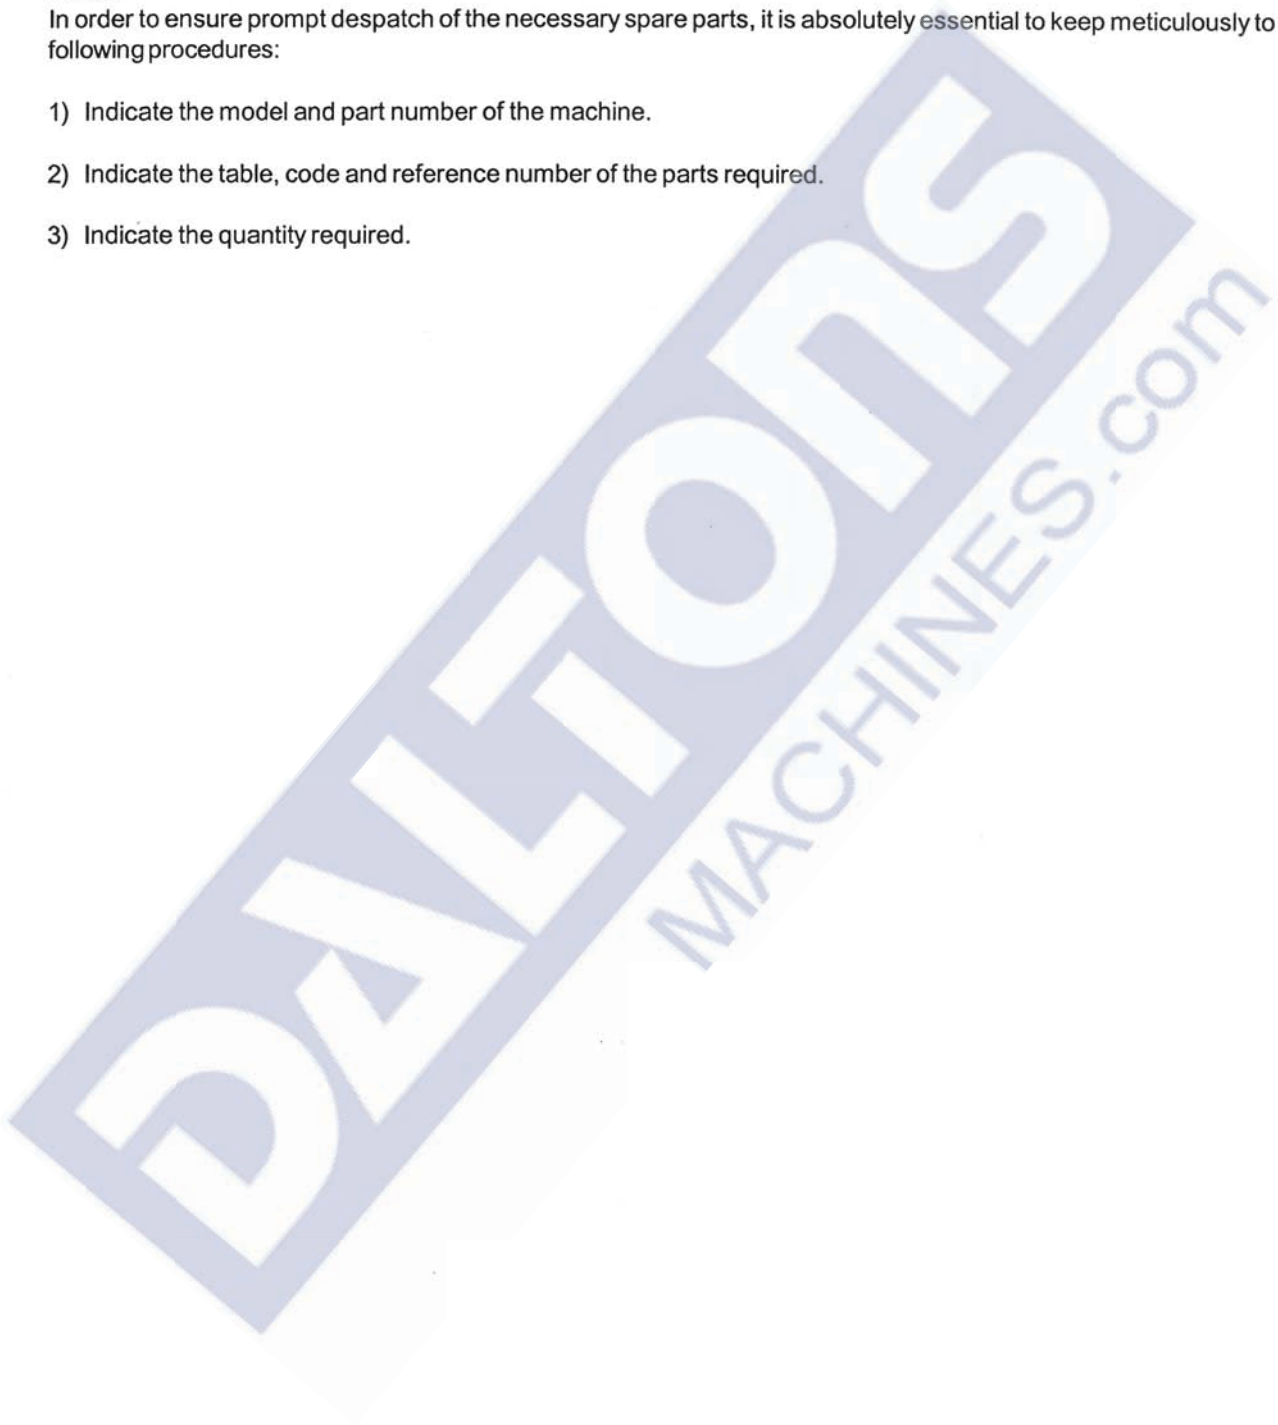 In order to ensure prompt despatch of the necessary spare parts, it is absolutely essential to keep meticulously to
following procedures:
1) Indicate the model and part number of the machine.
2) Indicate the table, code and reference number of the parts required.
3) Indicate the quantity required.
DALTONS
MACHINES.com